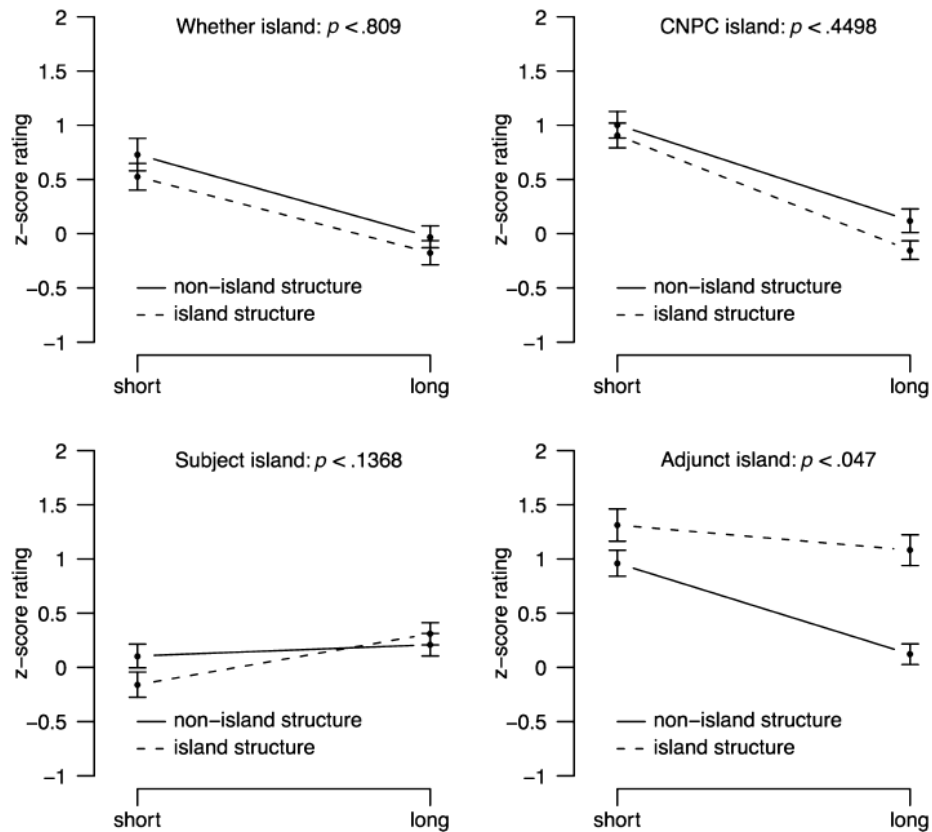 Whether island: p < .809
2
1.5
1
0.5
0
−0.5
−1
z−score rating
non−island structure
island structure
short long
CNPC island: p < .4498
2
1.5
1
0.5
0
−0.5
−1
z−score rating
non−island structure
island structure
short long
Subject island: p < .1368
2
1.5
1
0.5
0
−0.5
−1
z−score rating
non−island structure
island structure
short long
Adjunct island: p < .047
2
1.5
1
0.5
0
−0.5
−1
z−score rating
non−island structure
island structure
short long